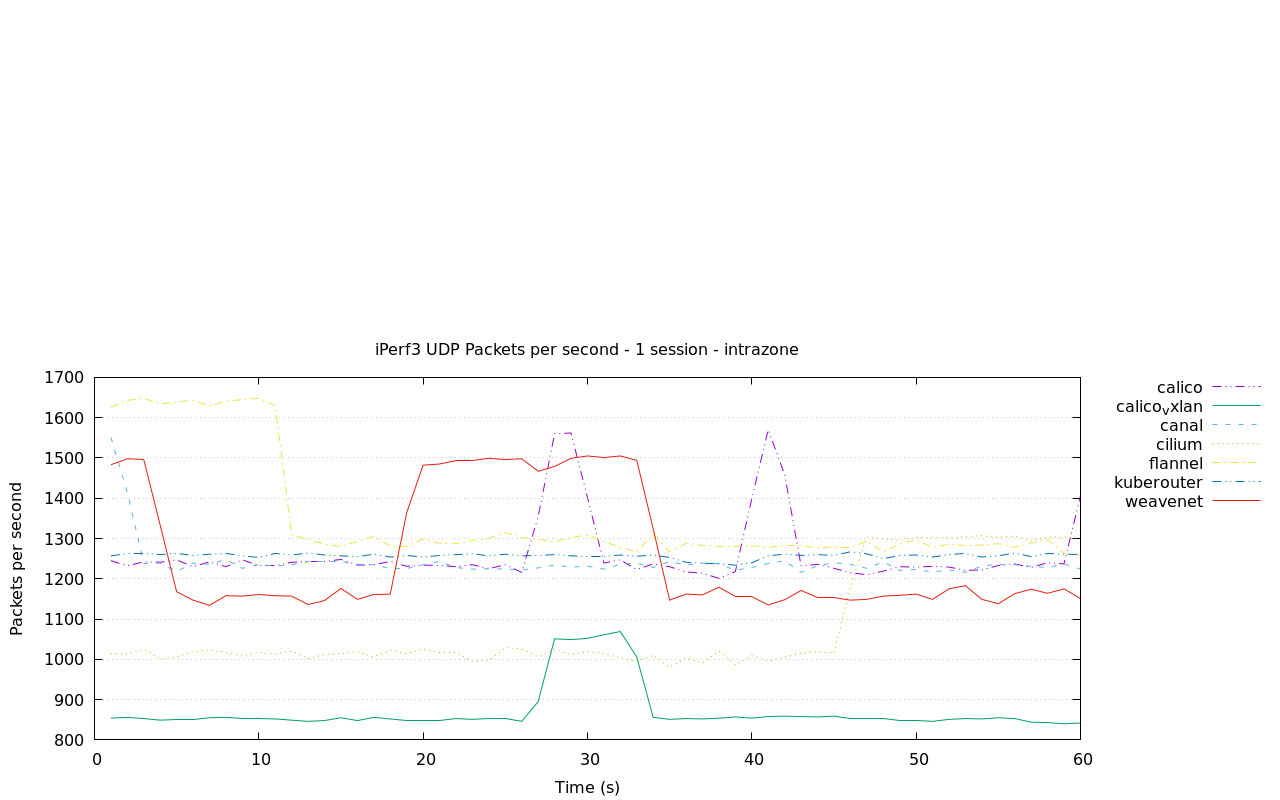 iPerf3 UDP Packets per second - 1 session - intrazone
1700
1600
1500
1400
1300
1200
1100
1000
900
800
Packets per second
0 10 20 30 40 50 60
Time (s)
calico
calicovxlan
canal
cilium
flannel
kuberouter
weavenet